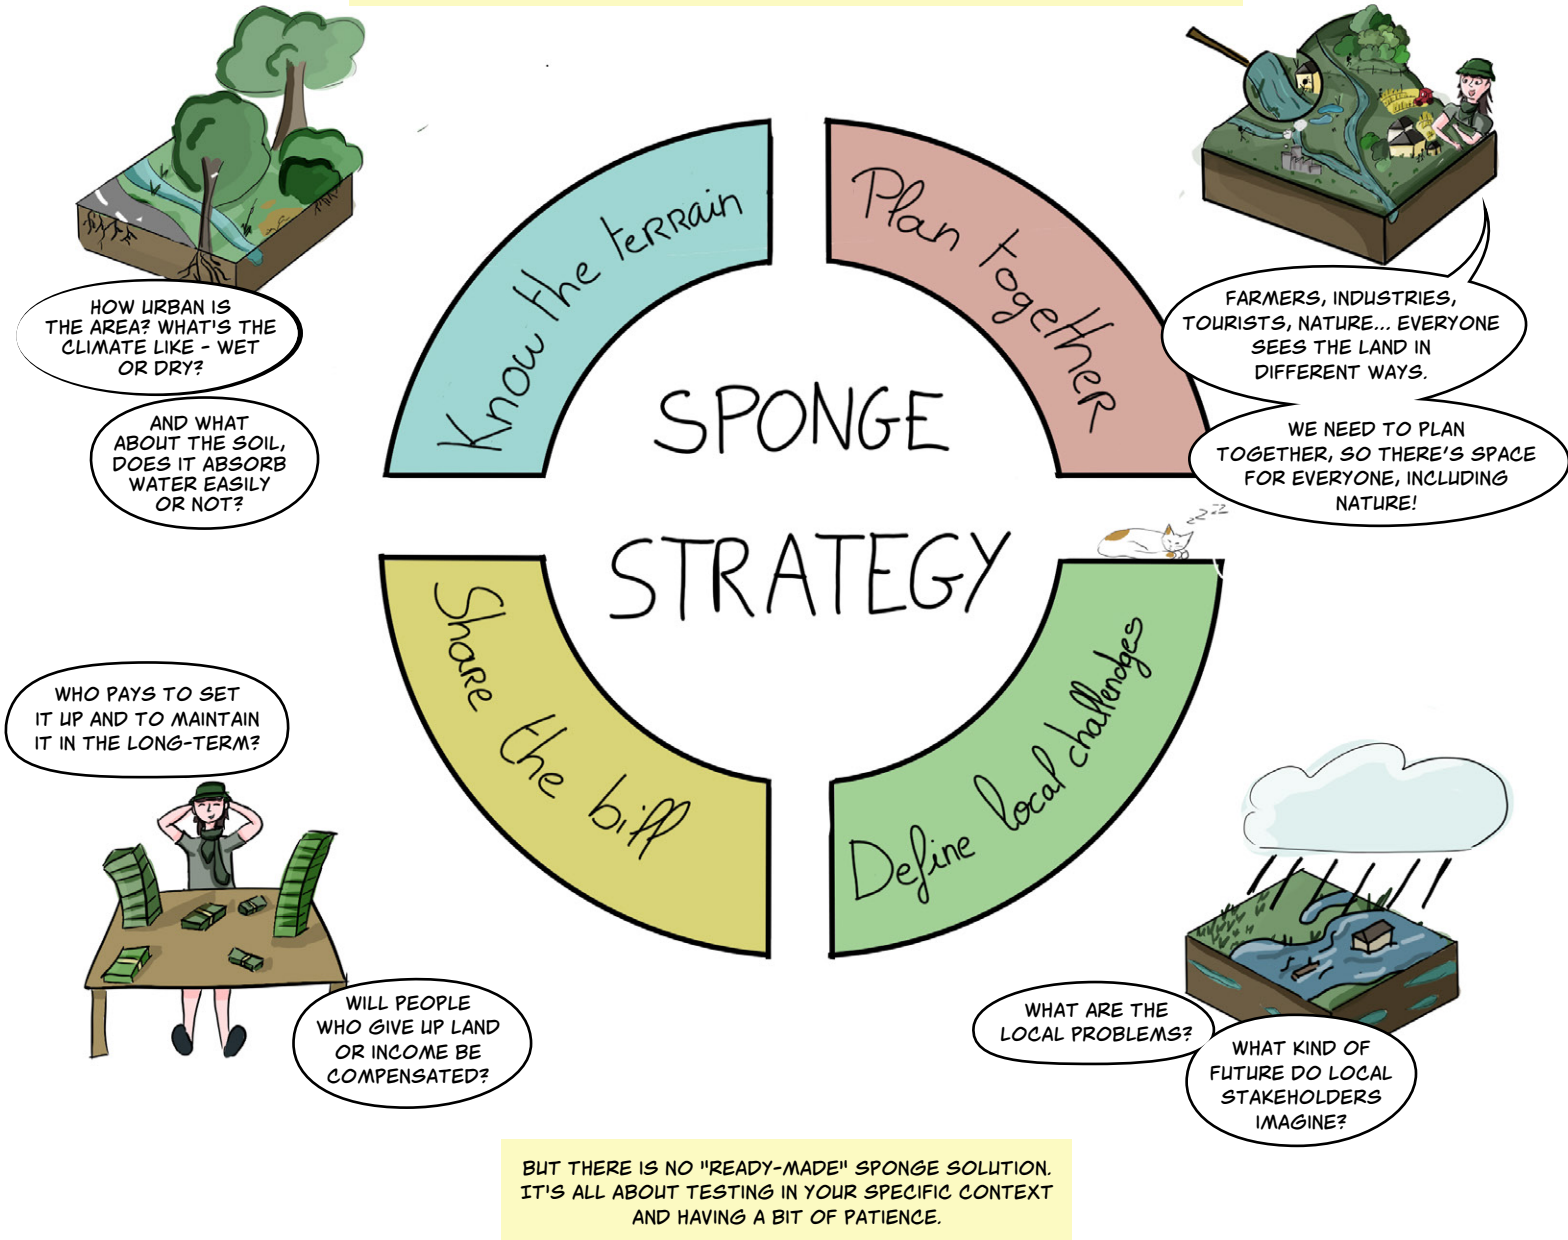 Know the terrain
HOW URBAN IS
THE AREA? WHAT'S THE
CLIMATE LIKE - WET
OR DRY?
AND WHAT
ABOUT THE SOIL,
DOES IT ABSORB
WATER EASILY
OR NOT?
Plan together
FARMERS, INDUSTRIES,
TOURISTS, NATURE... EVERYONE
SEES THE LAND IN
DIFFERENT WAYS.
WE NEED TO PLAN
TOGETHER, SO THERE'S SPACE
FOR EVERYONE, INCLUDING
NATURE!
SPONGE
STRATEGY
zzzz
Share the bill
WHO PAYS TO SET
IT UP AND TO MAINTAIN
IT IN THE LONG-TERM?
WILL PEOPLE
WHO GIVE UP LAND
OR INCOME BE
COMPENSATED?
Define local challendges
WHAT ARE THE
LOCAL PROBLEMS?
WHAT KIND OF
FUTURE DO LOCAL
STAKEHOLDERS
IMAGINE?
BUT THERE IS NO "READY-MADE" SPONGE SOLUTION.
IT'S ALL ABOUT TESTING IN YOUR SPECIFIC CONTEXT
AND HAVING A BIT OF PATIENCE.